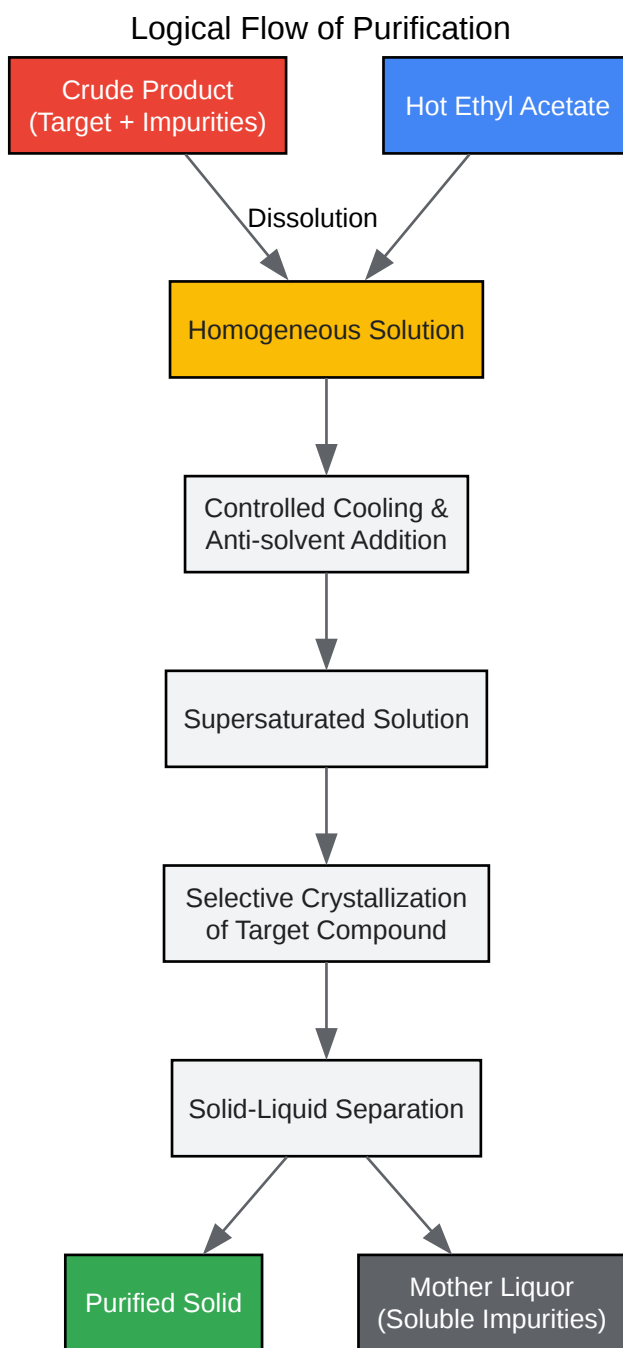 Logical Flow of Purification
Crude Product
(Target + Impurities)
Hot Ethyl Acetate
Dissolution
Homogeneous Solution
Controlled Cooling &
Anti-solvent Addition
Supersaturated Solution
Selective Crystallization
of Target Compound
Solid-Liquid Separation
Purified Solid
Mother Liquor
(Soluble Impurities)